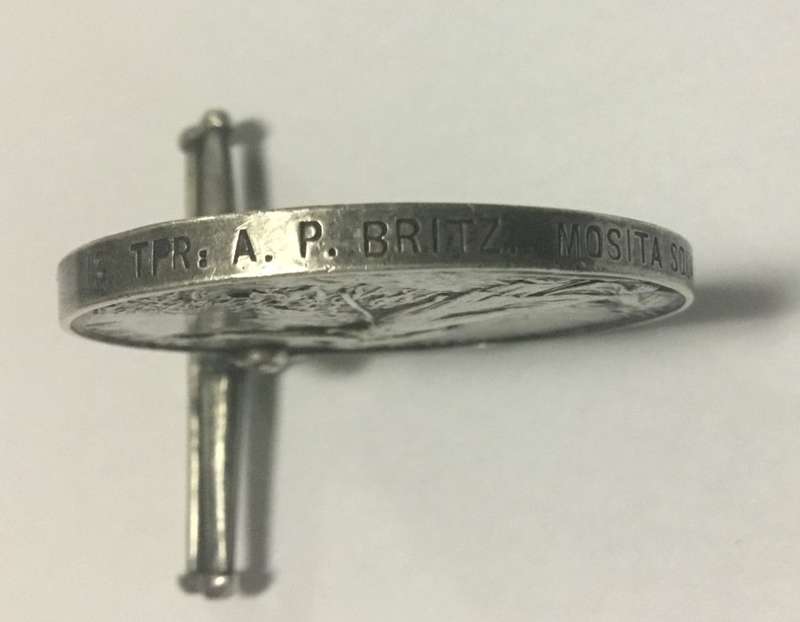 TPR: A. P. BRITZ. MOSITA